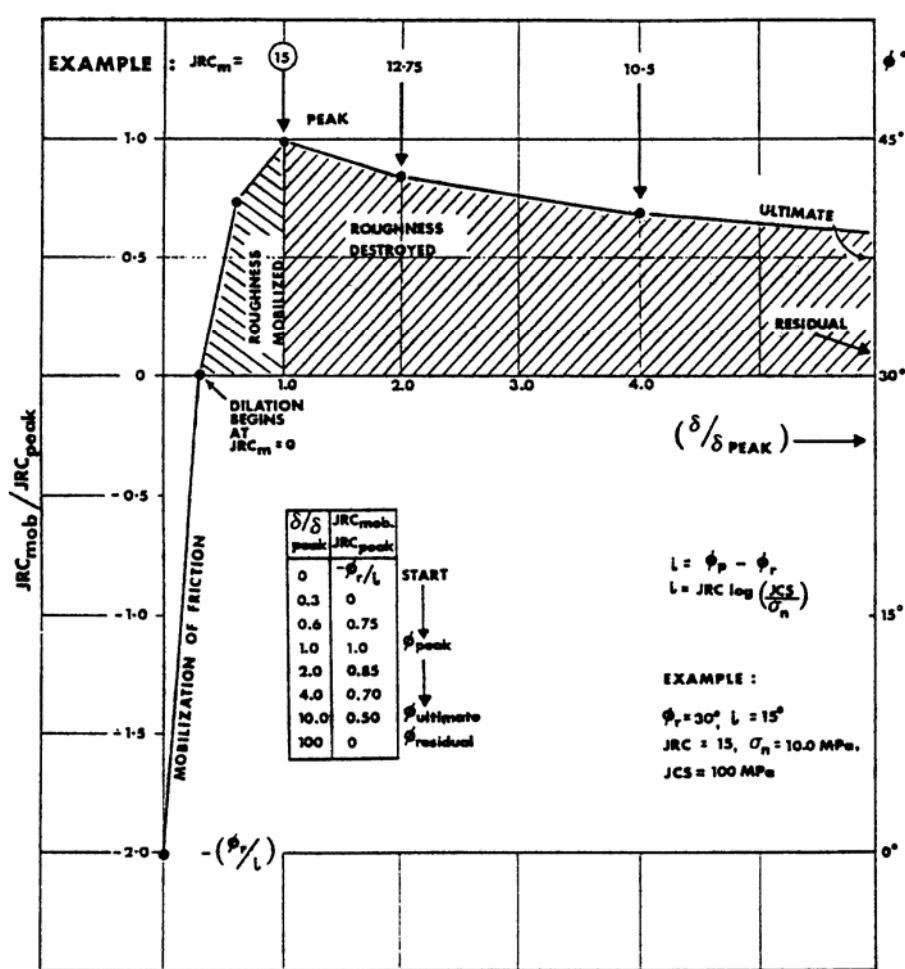 EXAMPLE : JRCm= 15 12·75 10·5 ϕ°
PEAK
1·0 45°
ULTIMATE
ROUGHNESS
DESTROYED
ROUGHNESS
MOBILIZED
0·5
RESIDUAL
0 1.0 2.0 3.0 4.0 30°
DILATION
BEGINS
AT
JRCm = 0
(δ/δ PEAK)
-0·5
JRCmob/JRCpeak
MOBILIZATION OF FRICTION
δ/δ peak JRCmob. JRCpeak
0 -ϕr/i START
0.3 0
0.6 0.75
1.0 1.0 ϕpeak
2.0 0.85
4.0 0.70
10.0 0.50 ϕultimate
100 0 ϕresidual
i = ϕp - ϕr
i = JRC log (JCS/σn)
-1·0
15°
EXAMPLE :
ϕr = 30°, i = 15°
JRC = 15, σn = 10.0 MPa,
JCS = 100 MPa
-1·5
-2·0 -(ϕr/i) 0°